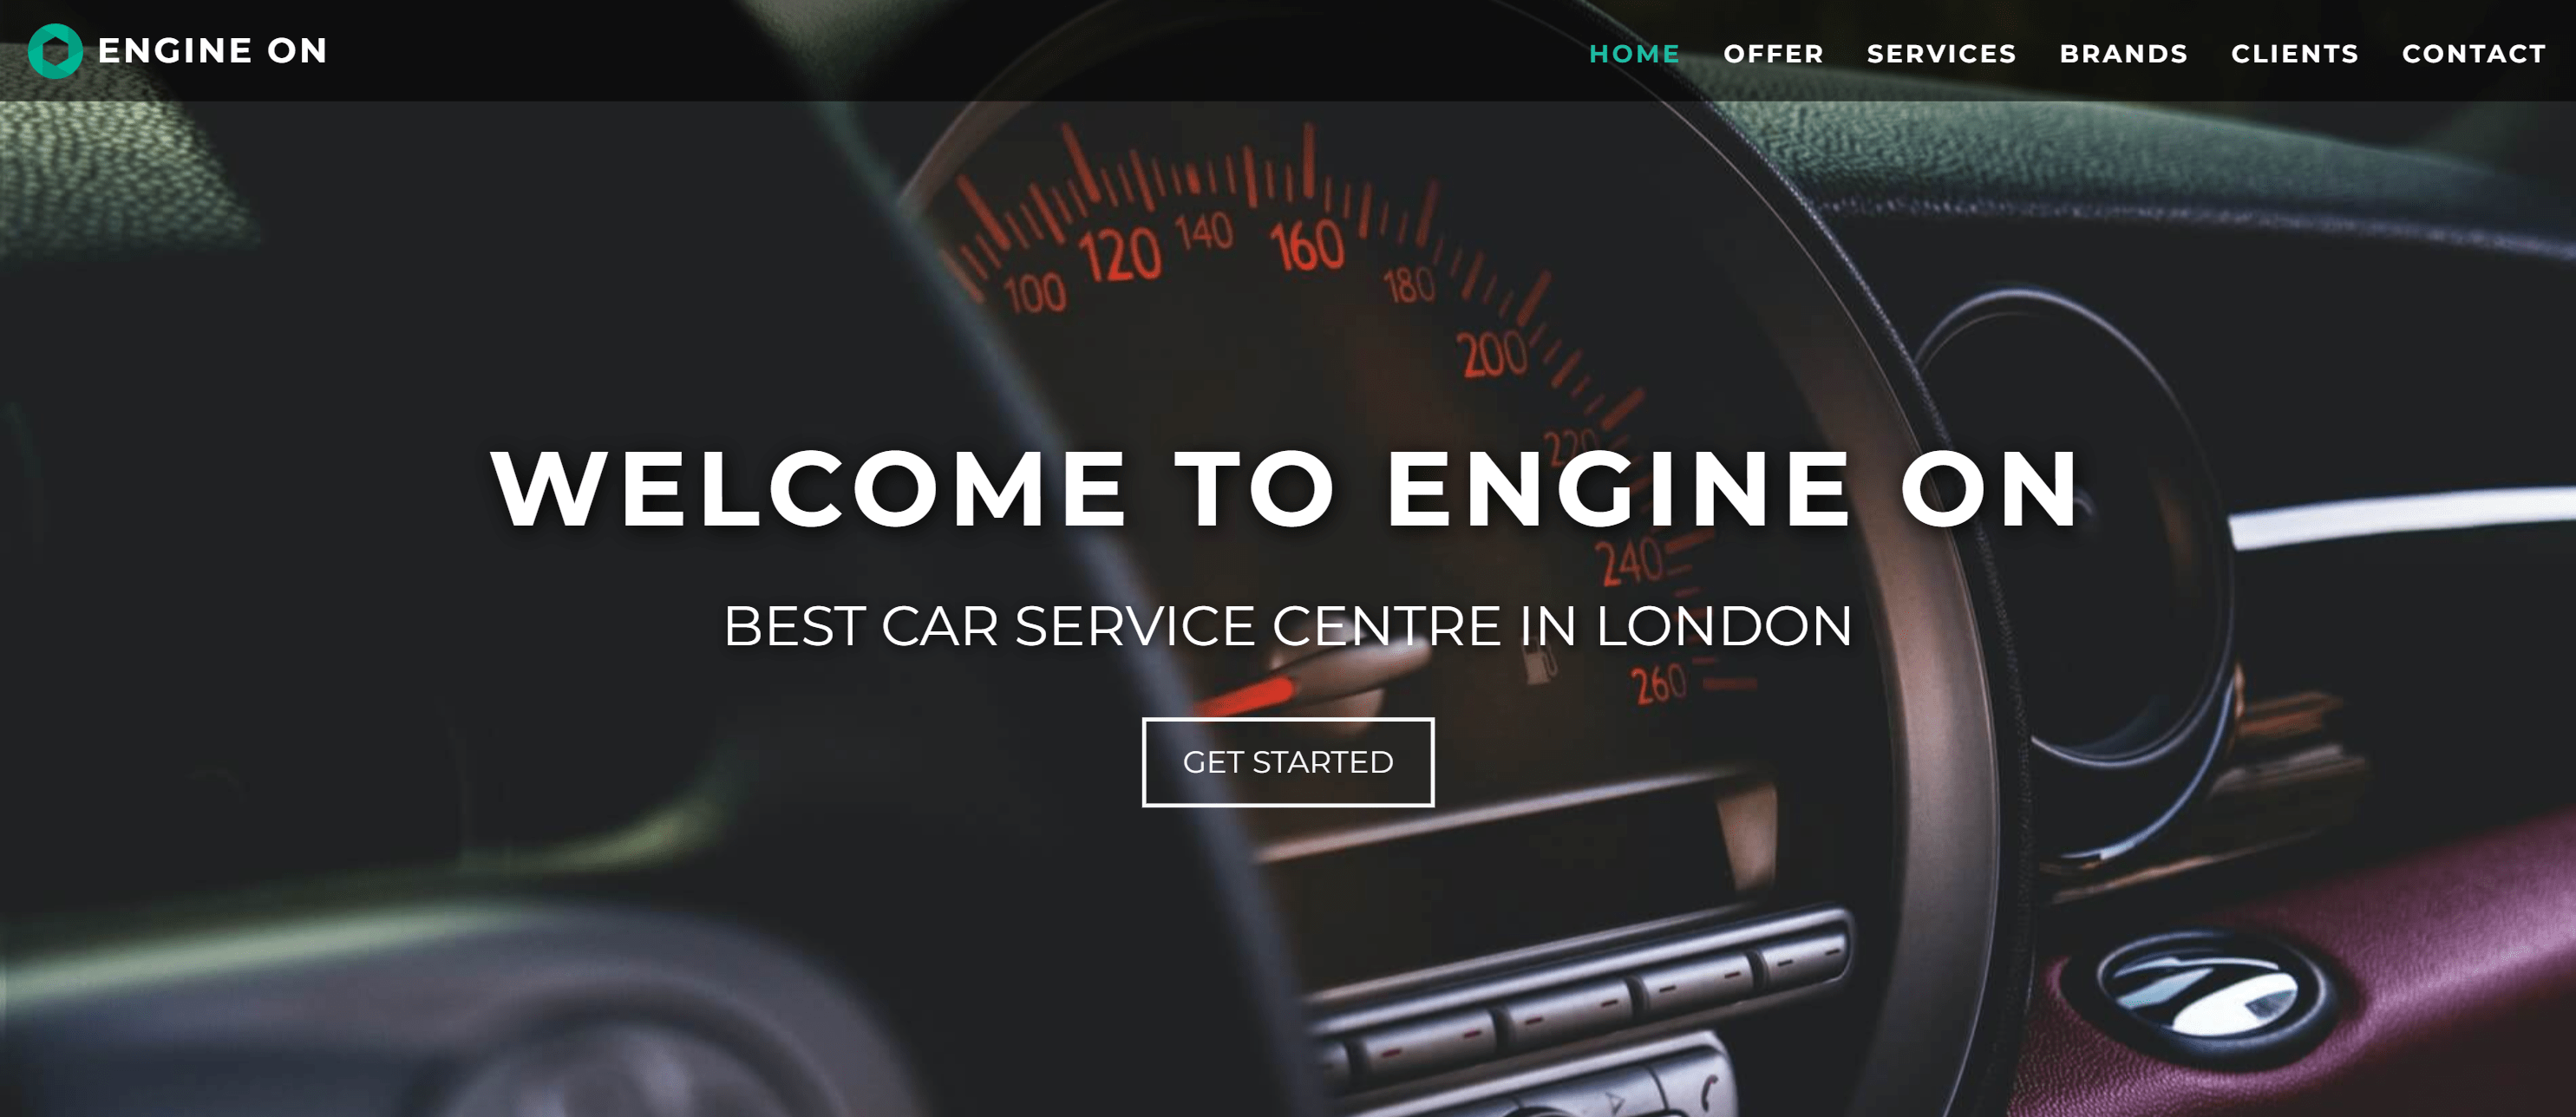 ENGINE ON
HOME OFFER SERVICES BRANDS CLIENTS CONTACT
100 120 140 160 180
200
220
WELCOME TO ENGINE ON
240
BEST CAR SERVICE CENTRE IN LONDON
260
GET STARTED